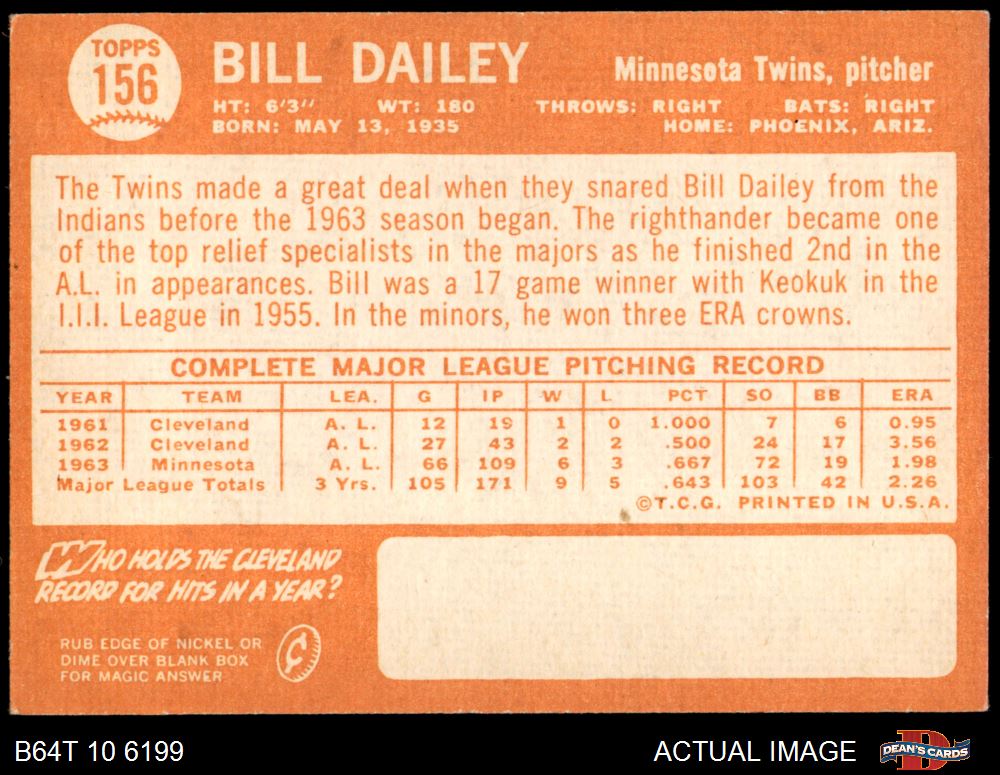 TOPPS
156
BILL DAILEY
Minnesota Twins, pitcher
HT: 6'3" WT: 180 THROWS: RIGHT BATS: RIGHT
BORN: MAY 13, 1935 HOME: PHOENIX, ARIZ.
The Twins made a great deal when they snared Bill Dailey from the
Indians before the 1963 season began. The righthander became one
of the top relief specialists in the majors as he finished 2nd in the
A.L. in appearances. Bill was a 17 game winner with Keokuk in the
I.I.I. League in 1955. In the minors, he won three ERA crowns.
COMPLETE MAJOR LEAGUE PITCHING RECORD
YEAR TEAM LEA. G IP W L PCT SO BB ERA
1961 Cleveland A. L. 12 19 1 0 1.000 7 6 0.95
1962 Cleveland A. L. 27 43 2 2 .500 24 17 3.56
1963 Minnesota A. L. 66 109 6 3 .667 72 19 1.98
Major League Totals 3 Yrs. 105 171 9 5 .643 103 42 2.26
©T.C.G. PRINTED IN U.S.A.
WHO HOLDS THE CLEVELAND
RECORD FOR HITS IN A YEAR?
RUB EDGE OF NICKEL OR
DIME OVER BLANK BOX
FOR MAGIC ANSWER
¢
B64T 10 6199 ACTUAL IMAGE
D
DEAN'S CARDS